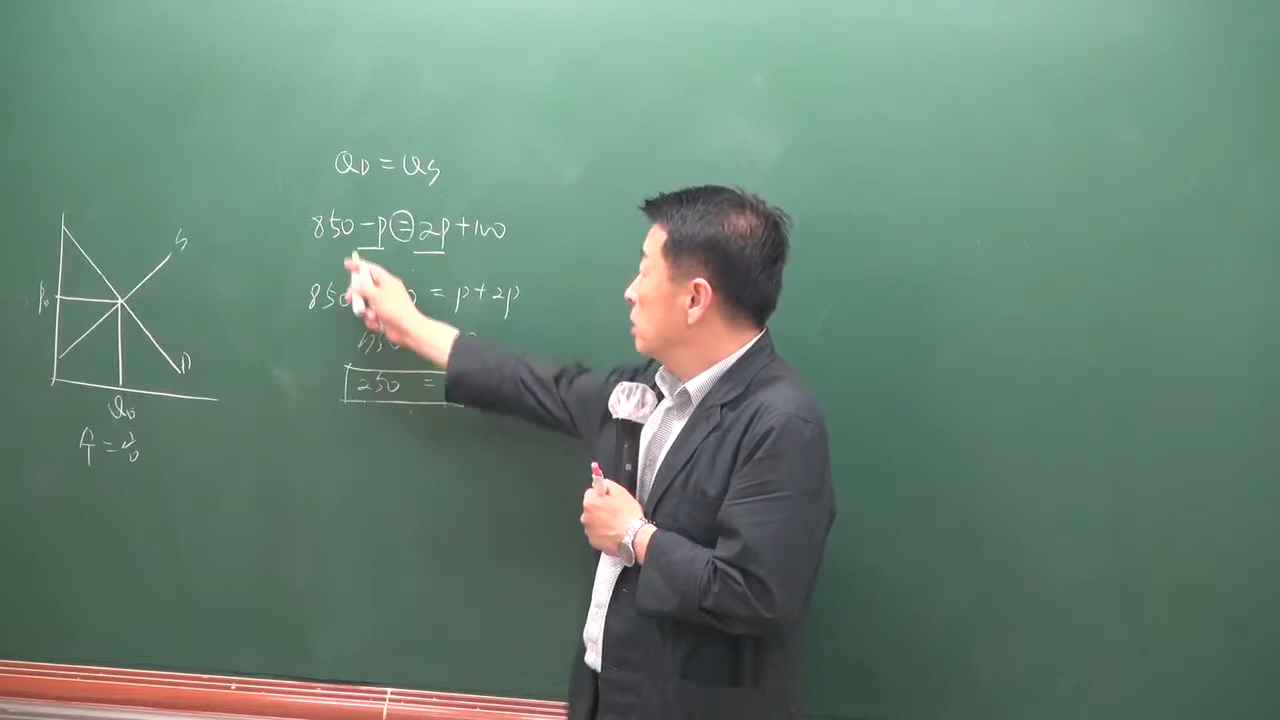 QD = QS
850 - p = 2p + 100
850 = p + 2p
250 =
S
P0
D
Q0